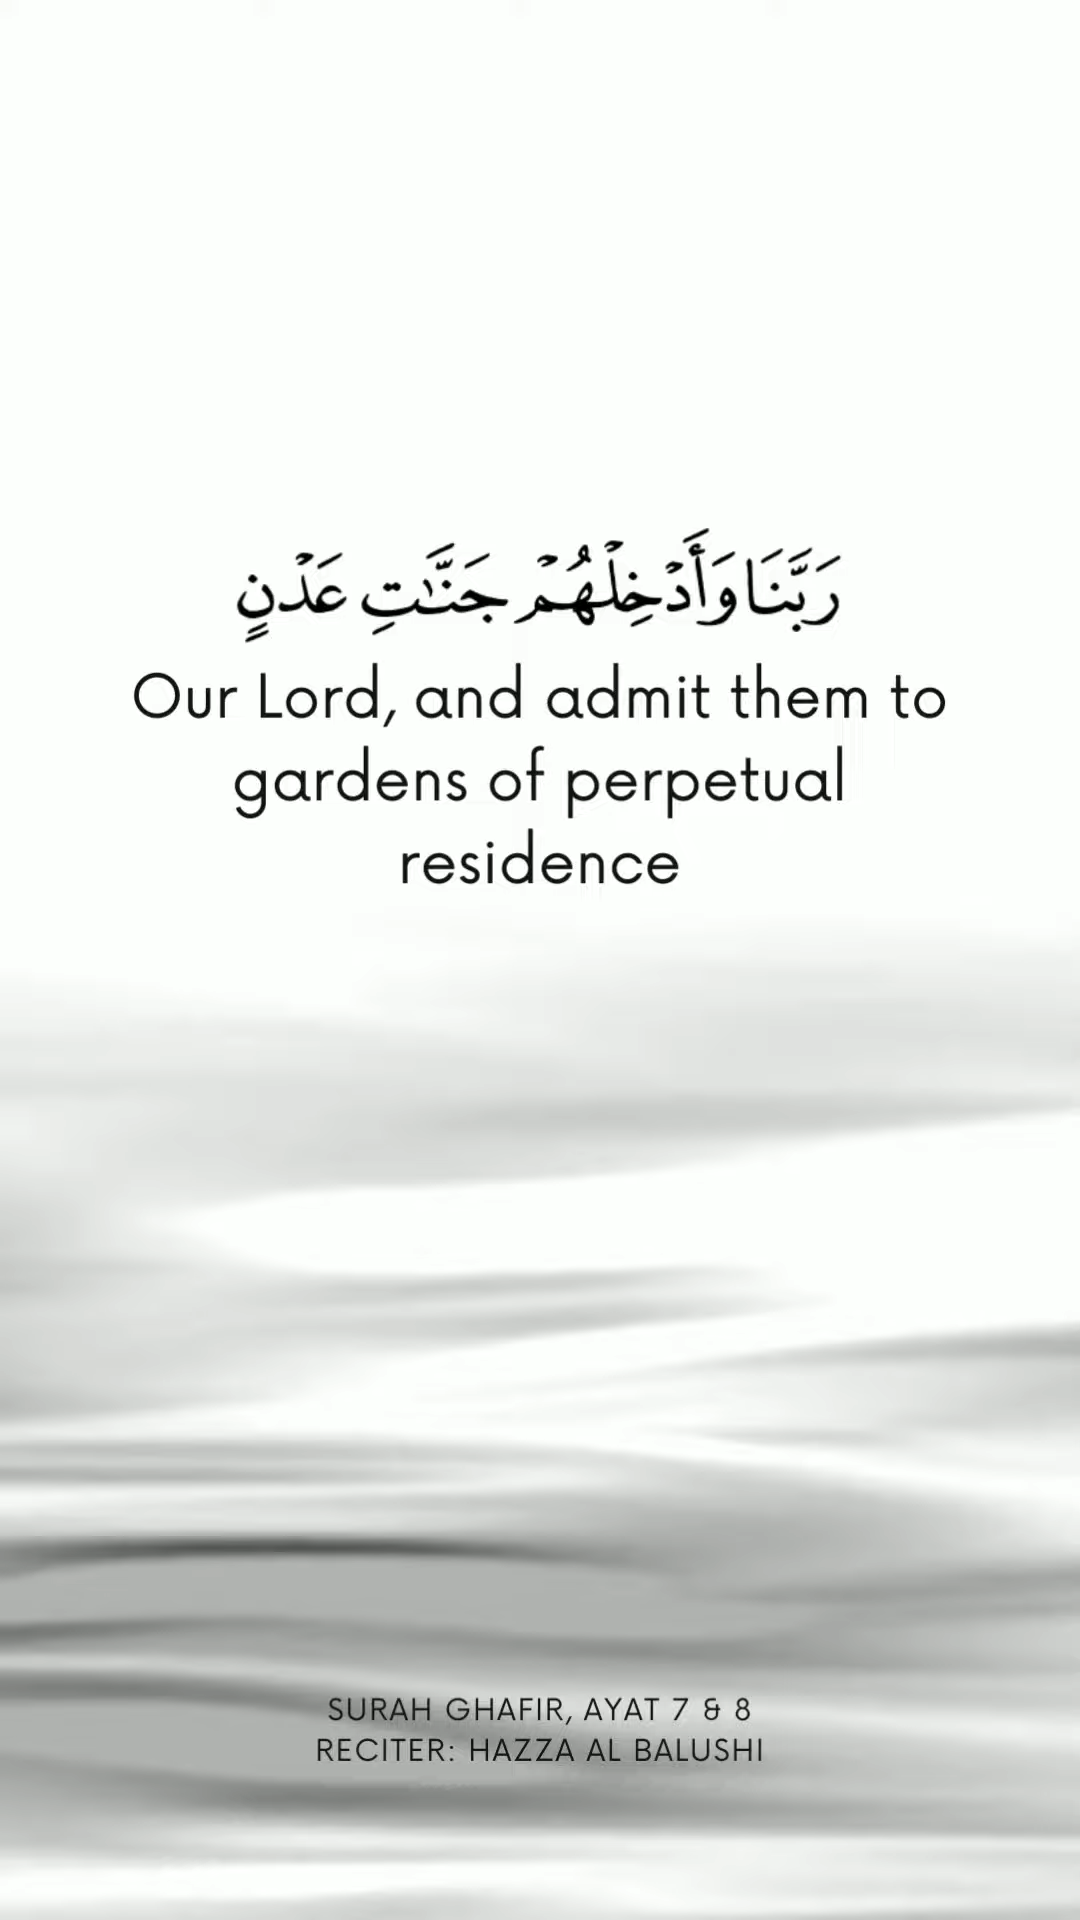 رَبَّنَا وَأَدْخِلْهُمْ جَنَّٰتِ عَدْنٍ
Our Lord, and admit them to
gardens of perpetual
residence
SURAH GHAFIR, AYAT 7 & 8
RECITER: HAZZA AL BALUSHI